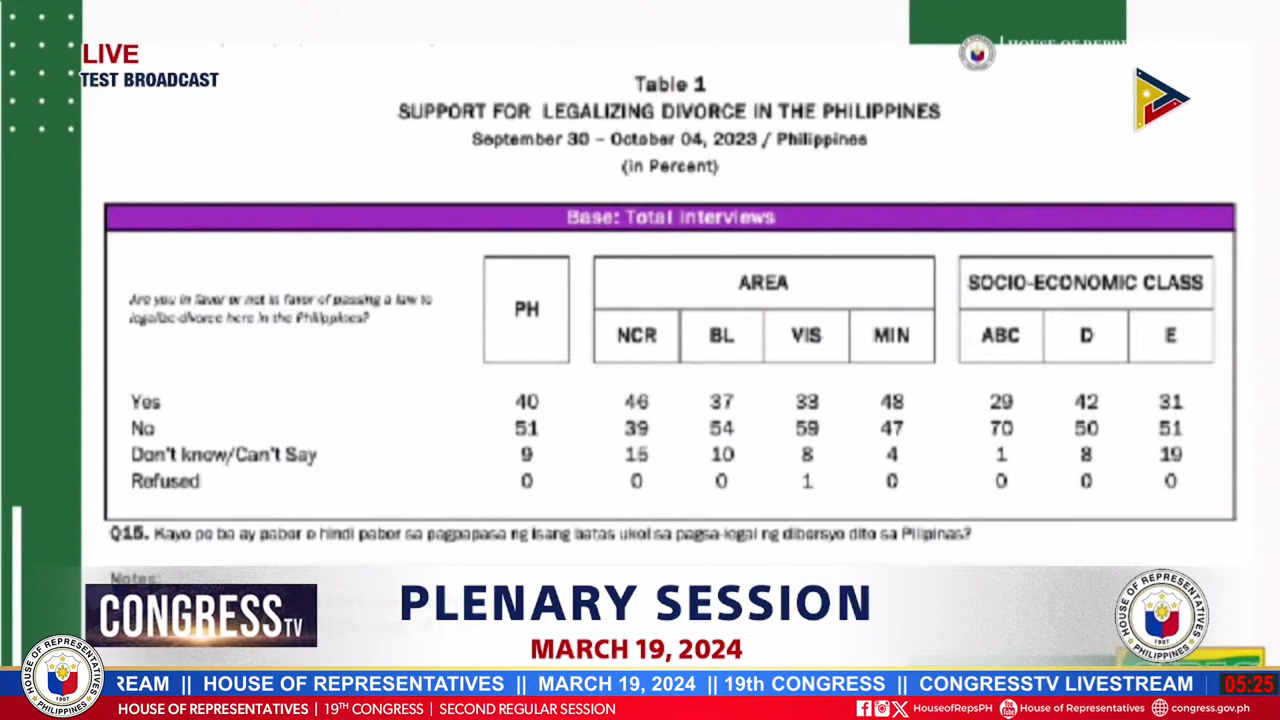 LIVE
TEST BROADCAST
Table 1
SUPPORT FOR LEGALIZING DIVORCE IN THE PHILIPPINES
September 30 – October 04, 2023 / Philippines
(in Percent)
Base: Total Interviews
Are you in favor or not in favor of passing a law to
legalize divorce here in the Philippines?
PH
AREA
SOCIO-ECONOMIC CLASS
NCR BL VIS MIN ABC D E
Yes 40 46 37 33 48 29 42 31
No 51 39 54 59 47 70 50 51
Don't know/Can't Say 9 15 10 8 4 1 8 19
Refused 0 0 0 1 0 0 0 0
Q15. Kayo po ba ay pabor o hindi pabor sa pagpapasa ng isang batas ukol sa pagsa-legal ng diborsyo dito sa Pilipinas?
Notes:
CONGRESS TV
PLENARY SESSION
MARCH 19, 2024
HOUSE OF REPRESENTATIVES
1907
PHILIPPINES
HOUSE OF REPRESENTATIVES
PHILIPPINES
REAM || HOUSE OF REPRESENTATIVES || MARCH 19, 2024 || 19th CONGRESS || CONGRESSTV LIVESTREAM
05:25
HOUSE OF REPRESENTATIVES | 19TH CONGRESS | SECOND REGULAR SESSION
HouseofRepsPH
House of Representatives
congress.gov.ph